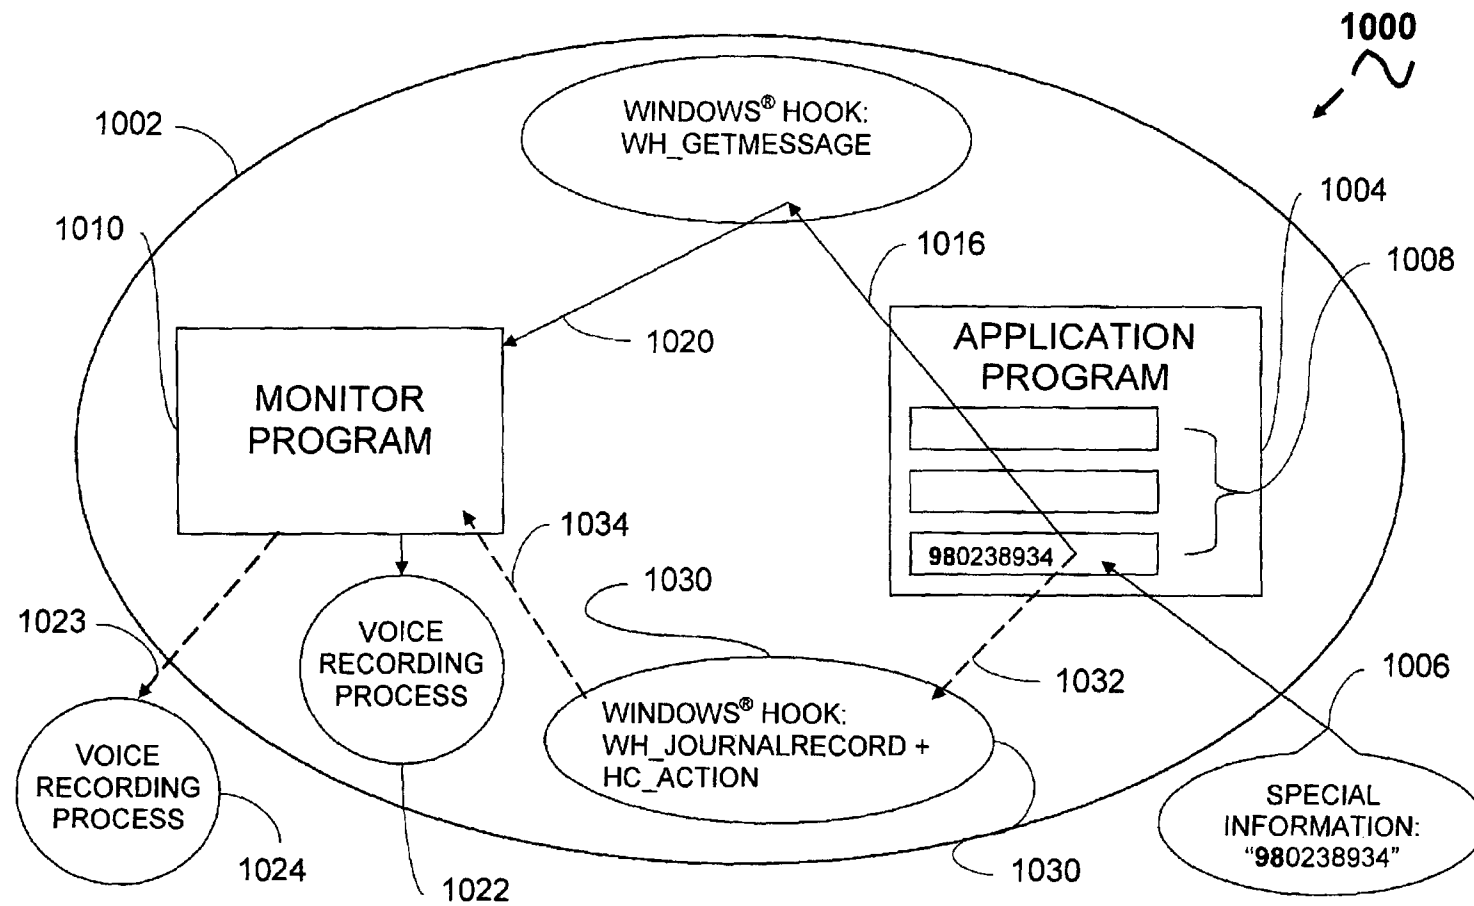 1000
1002
WINDOWS® HOOK:
WH_GETMESSAGE
1004
1010
1016
1008
1020
APPLICATION
PROGRAM
MONITOR
PROGRAM
1034
980238934
1030
1023
VOICE
RECORDING
PROCESS
1032
1006
WINDOWS® HOOK:
WH_JOURNALRECORD +
HC_ACTION
VOICE
RECORDING
PROCESS
SPECIAL
INFORMATION:
“980238934”
1024
1022
1030